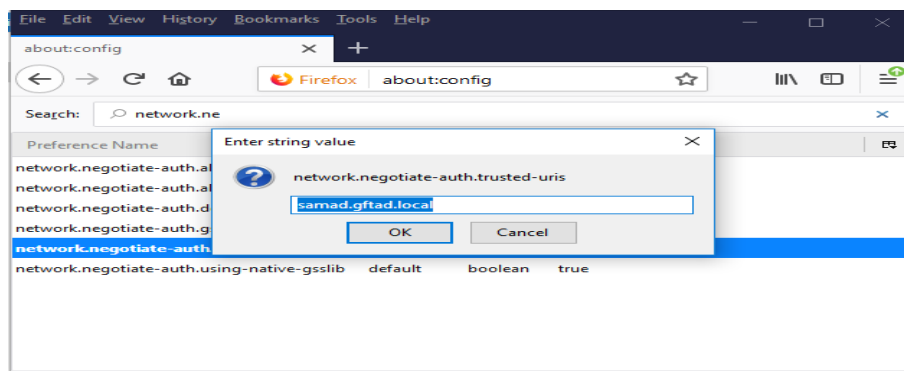 File Edit View History Bookmarks Tools Help
about:config
Firefox about:config
Search: network.ne
Preference Name
Enter string value
network.negotiate-auth.al
network.negotiate-auth.al
network.negotiate-auth.d
network.negotiate-auth.g
network.negotiate-auth.
network.negotiate-auth.trusted-uris
samad.gftad.local
OK Cancel
network.negotiate-auth.using-native-gsslib default boolean true